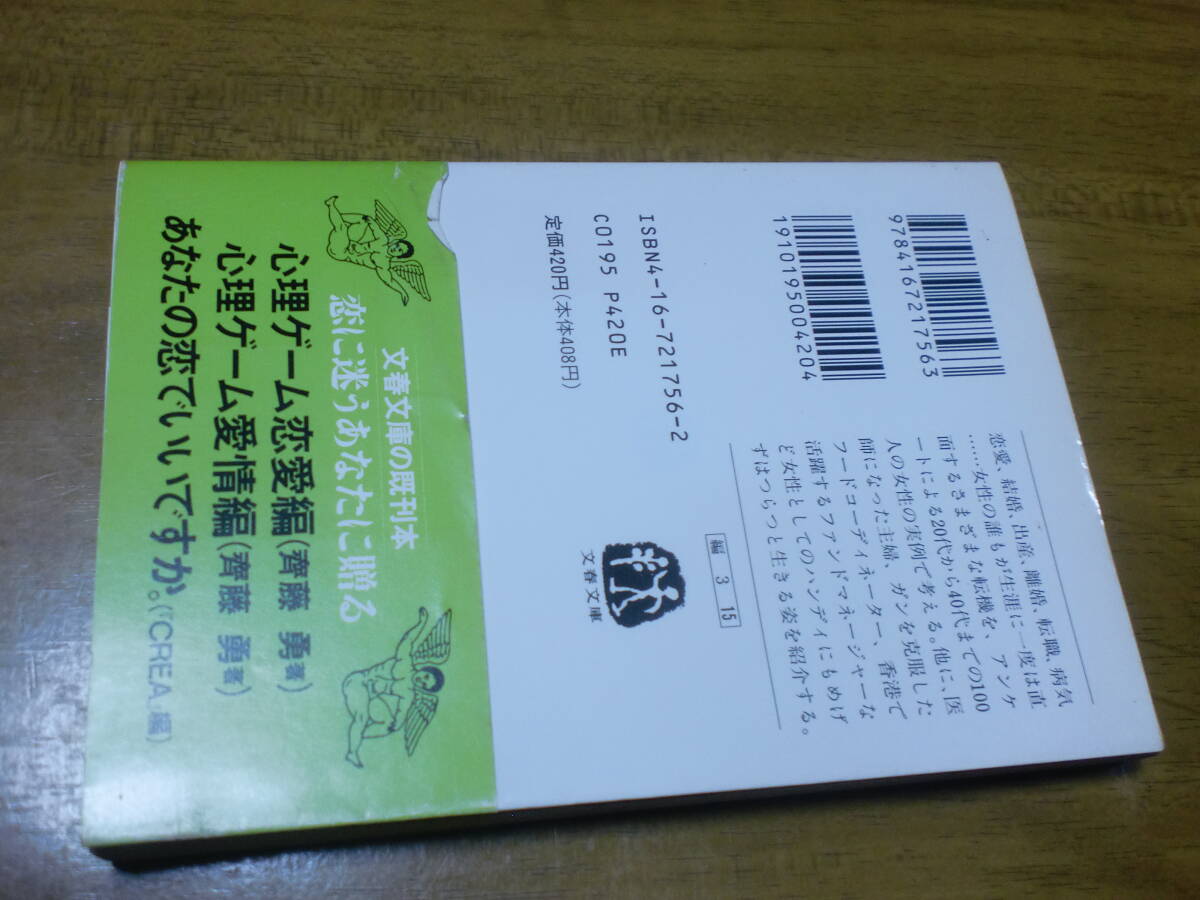 9784167217563
1910195004204
ISBN4-16-721756-2
C0195 P420E
定価420円(本体408円)
恋愛、結婚、出産、離婚、転職、病気
……女性の誰もが生涯に一度は直
面するさまざまな転機を、アンケ
ートによる20代から40代までの100
人の女性の実例で考える。他に、医
師になった主婦、ガンを克服した
フードコーディネーター、香港で
活躍するファンドマネージャーな
ど女性としてのハンディにもめげ
ずはつらつと生きる姿を紹介する。
編 3 15
文春文庫
文春文庫の既刊本
恋に迷うあなたに贈る
心理ゲーム恋愛編(齊藤 勇著)
心理ゲーム愛情編(齊藤 勇著)
あなたの恋でいいですか。(「CREA」編)